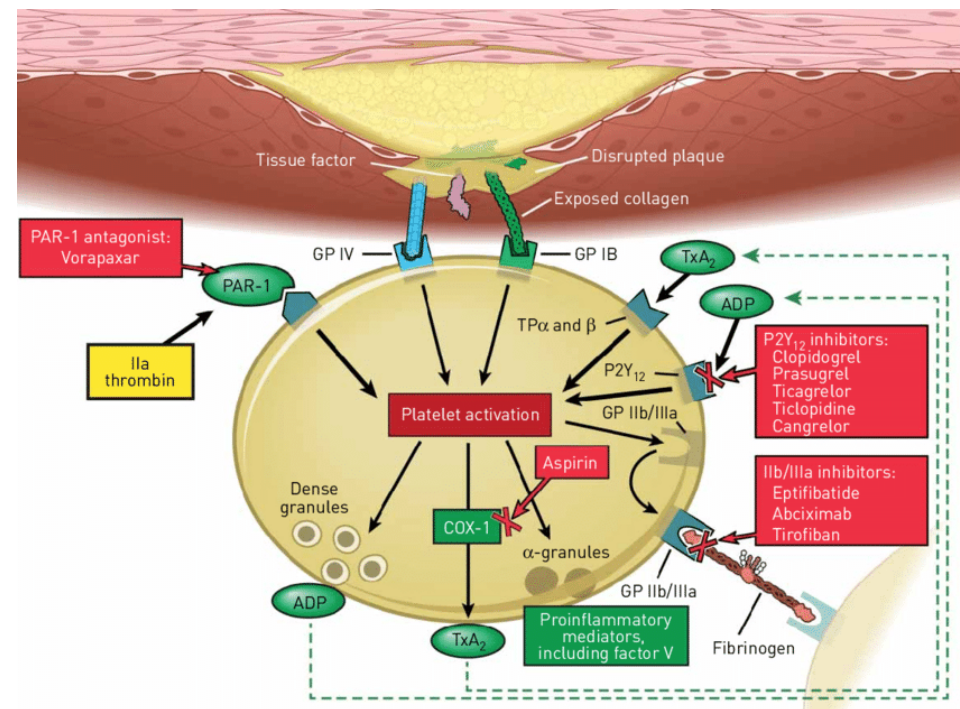 Tissue factor
Disrupted plaque
Exposed collagen
PAR-1 antagonist:
Vorapaxar
GP IV
GP IB
TxA₂
PAR-1
ADP
TPα and β
IIa
thrombin
P2Y₁₂
P2Y₁₂ inhibitors:
Clopidogrel
Prasugrel
Ticagrelor
Ticlopidine
Cangrelor
Platelet activation
GP IIb/IIIa
Aspirin
IIb/IIIa inhibitors:
Eptifibatide
Abciximab
Tirofiban
Dense
granules
COX-1
α-granules
GP IIb/IIIa
ADP
TxA₂
Proinflammatory
mediators,
including factor V
Fibrinogen